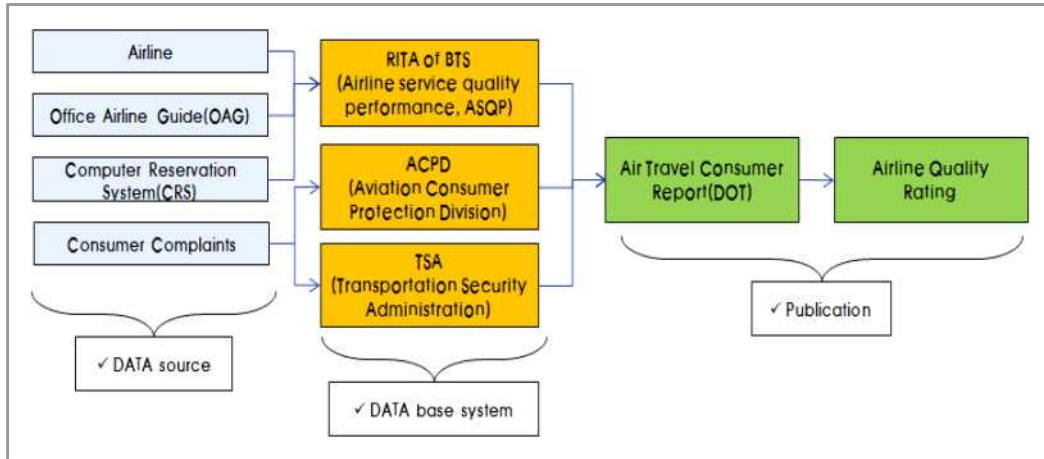 Airline
Office Airline Guide(OAG)
Computer Reservation
System(CRS)
Consumer Complaints
✓ DATA source
RITA of BTS
(Airline service quality
performance, ASQP)
ACPD
(Aviation Consumer
Protection Division)
TSA
(Transportation Security
Administration)
✓ DATA base system
Air Travel Consumer
Report(DOT)
Airline Quality
Rating
✓ Publication